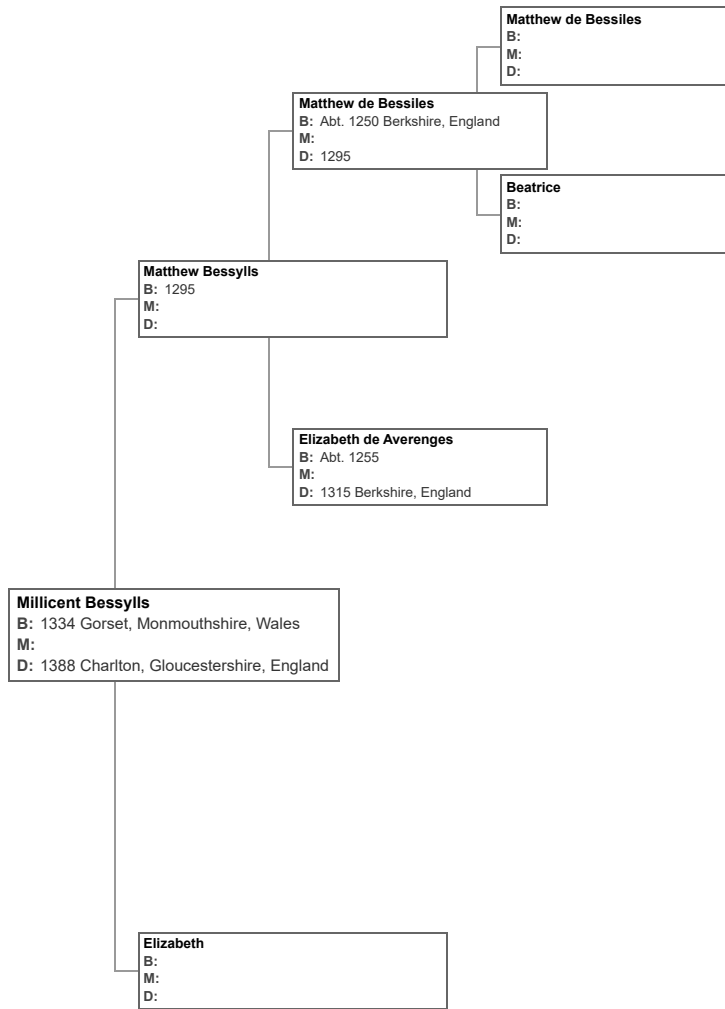 Matthew de Bessiles
B:
M:
D:
Matthew de Bessiles
B: Abt. 1250 Berkshire, England
M:
D: 1295
Beatrice
B:
M:
D:
Matthew Bessylls
B: 1295
M:
D:
Elizabeth de Averenges
B: Abt. 1255
M:
D: 1315 Berkshire, England
Millicent Bessylls
B: 1334 Gorset, Monmouthshire, Wales
M:
D: 1388 Charlton, Gloucestershire, England
Elizabeth
B:
M:
D: